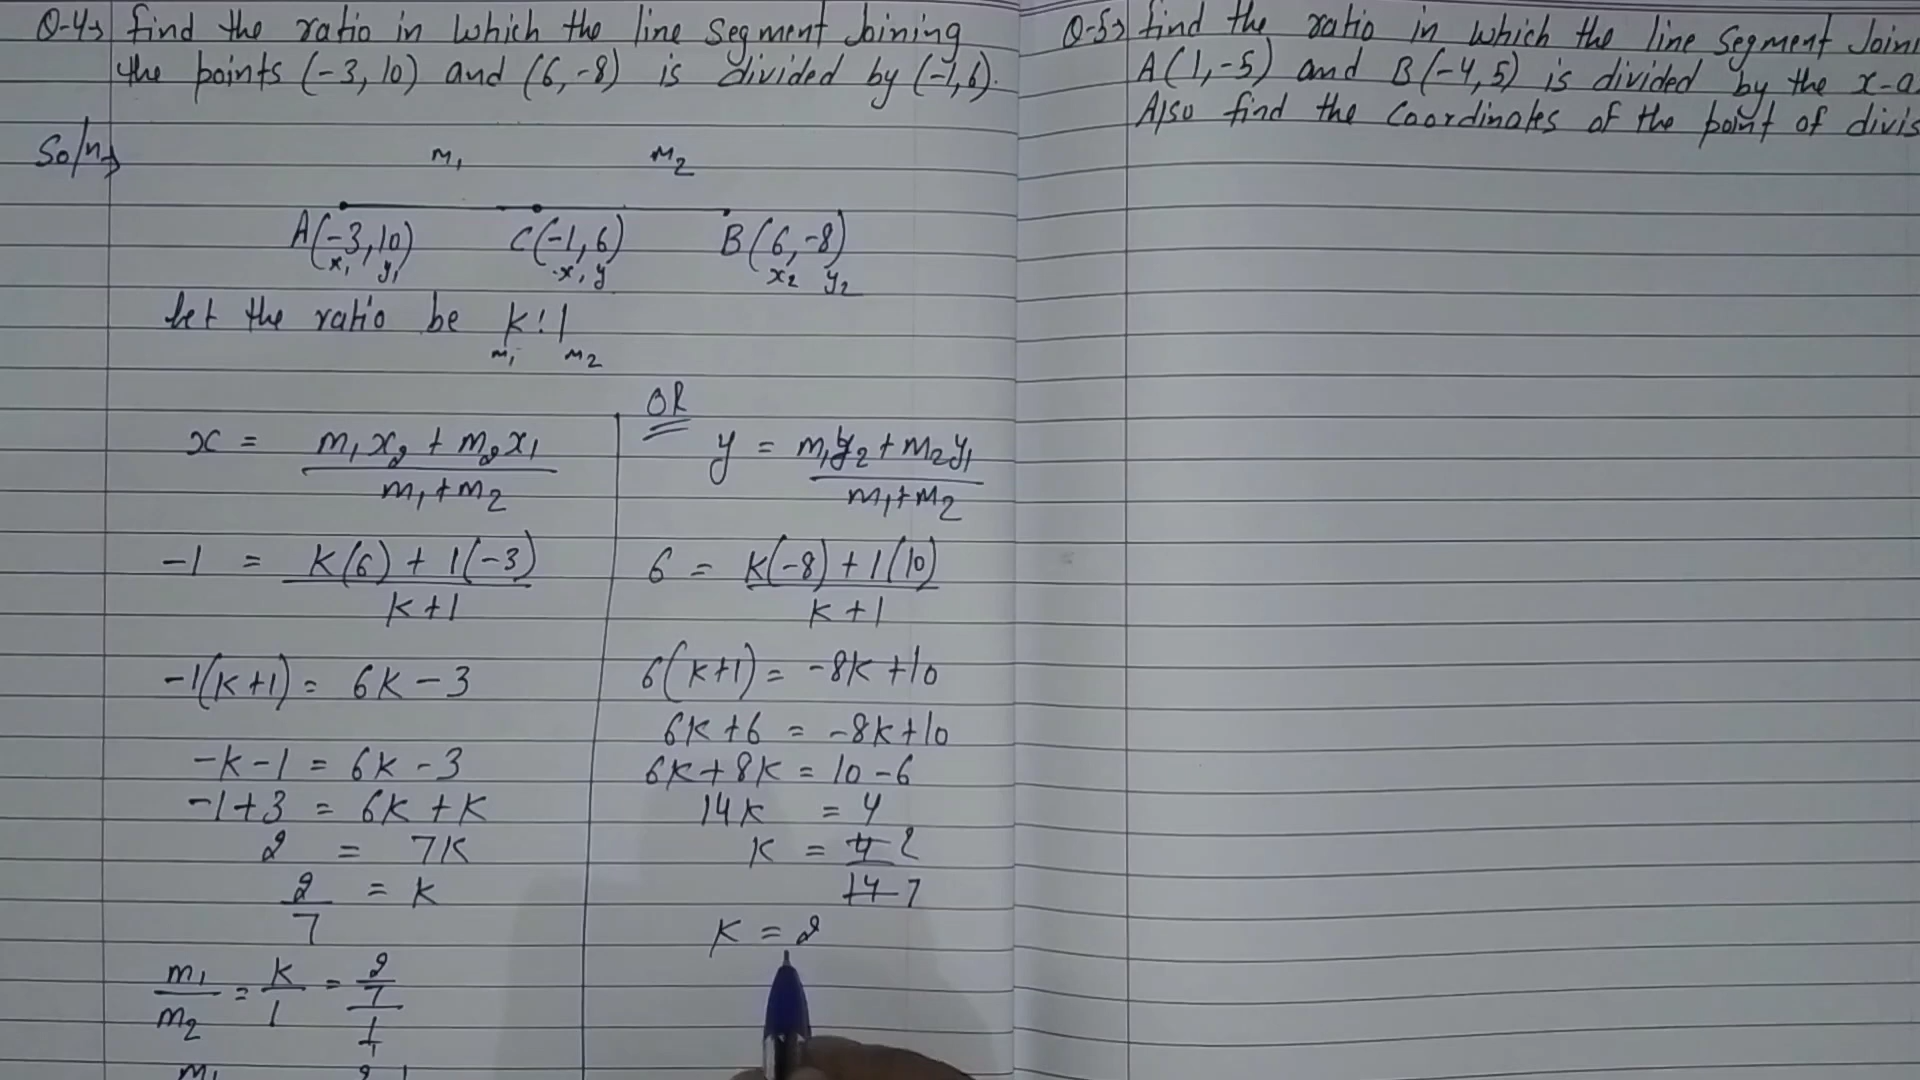 Q-4→ find the ratio in which the line segment Joining
the points (-3, 10) and (6, -8) is divided by (-1,6).
Soln→
m₁ m₂
A(-3,10) C(-1,6) B(6,-8)
x₁ y₁ x, y x₂ y₂
let the ratio be k:1
m₁ m₂
OR
x = m₁x₂ + m₂x₁
m₁+m₂
-1 = k(6) + 1(-3)
k+1
-1(k+1) = 6k-3
-k-1 = 6k-3
-1+3 = 6k+k
2 = 7k
2/7 = k
m₁/m₂ = k/1 = 2/7/1
m₁ 2
y = m₁y₂+m₂y₁
m₁+m₂
6 = k(-8)+1(10)
k+1
6(k+1) = -8k+10
6k+6 = -8k+10
6k+8k = 10-6
14k = 4
k = 4 2
14 7
k = 2
Q-5→ find the ratio in which the line segment
A(1,-5) and B(-4,5) is divided by the
Also find the Coordinates of the point of